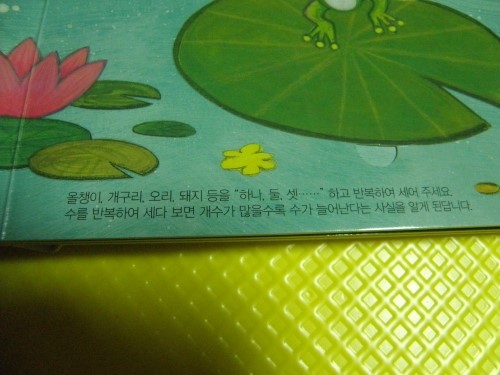 올챙이, 개구리, 오리, 돼지 등을 "하나, 둘, 셋……" 하고 반복하며 세어 주세요.
수를 반복하여 세다 보면 개수가 많을수록 수가 늘어난다는 사실을 알게 된답니다.